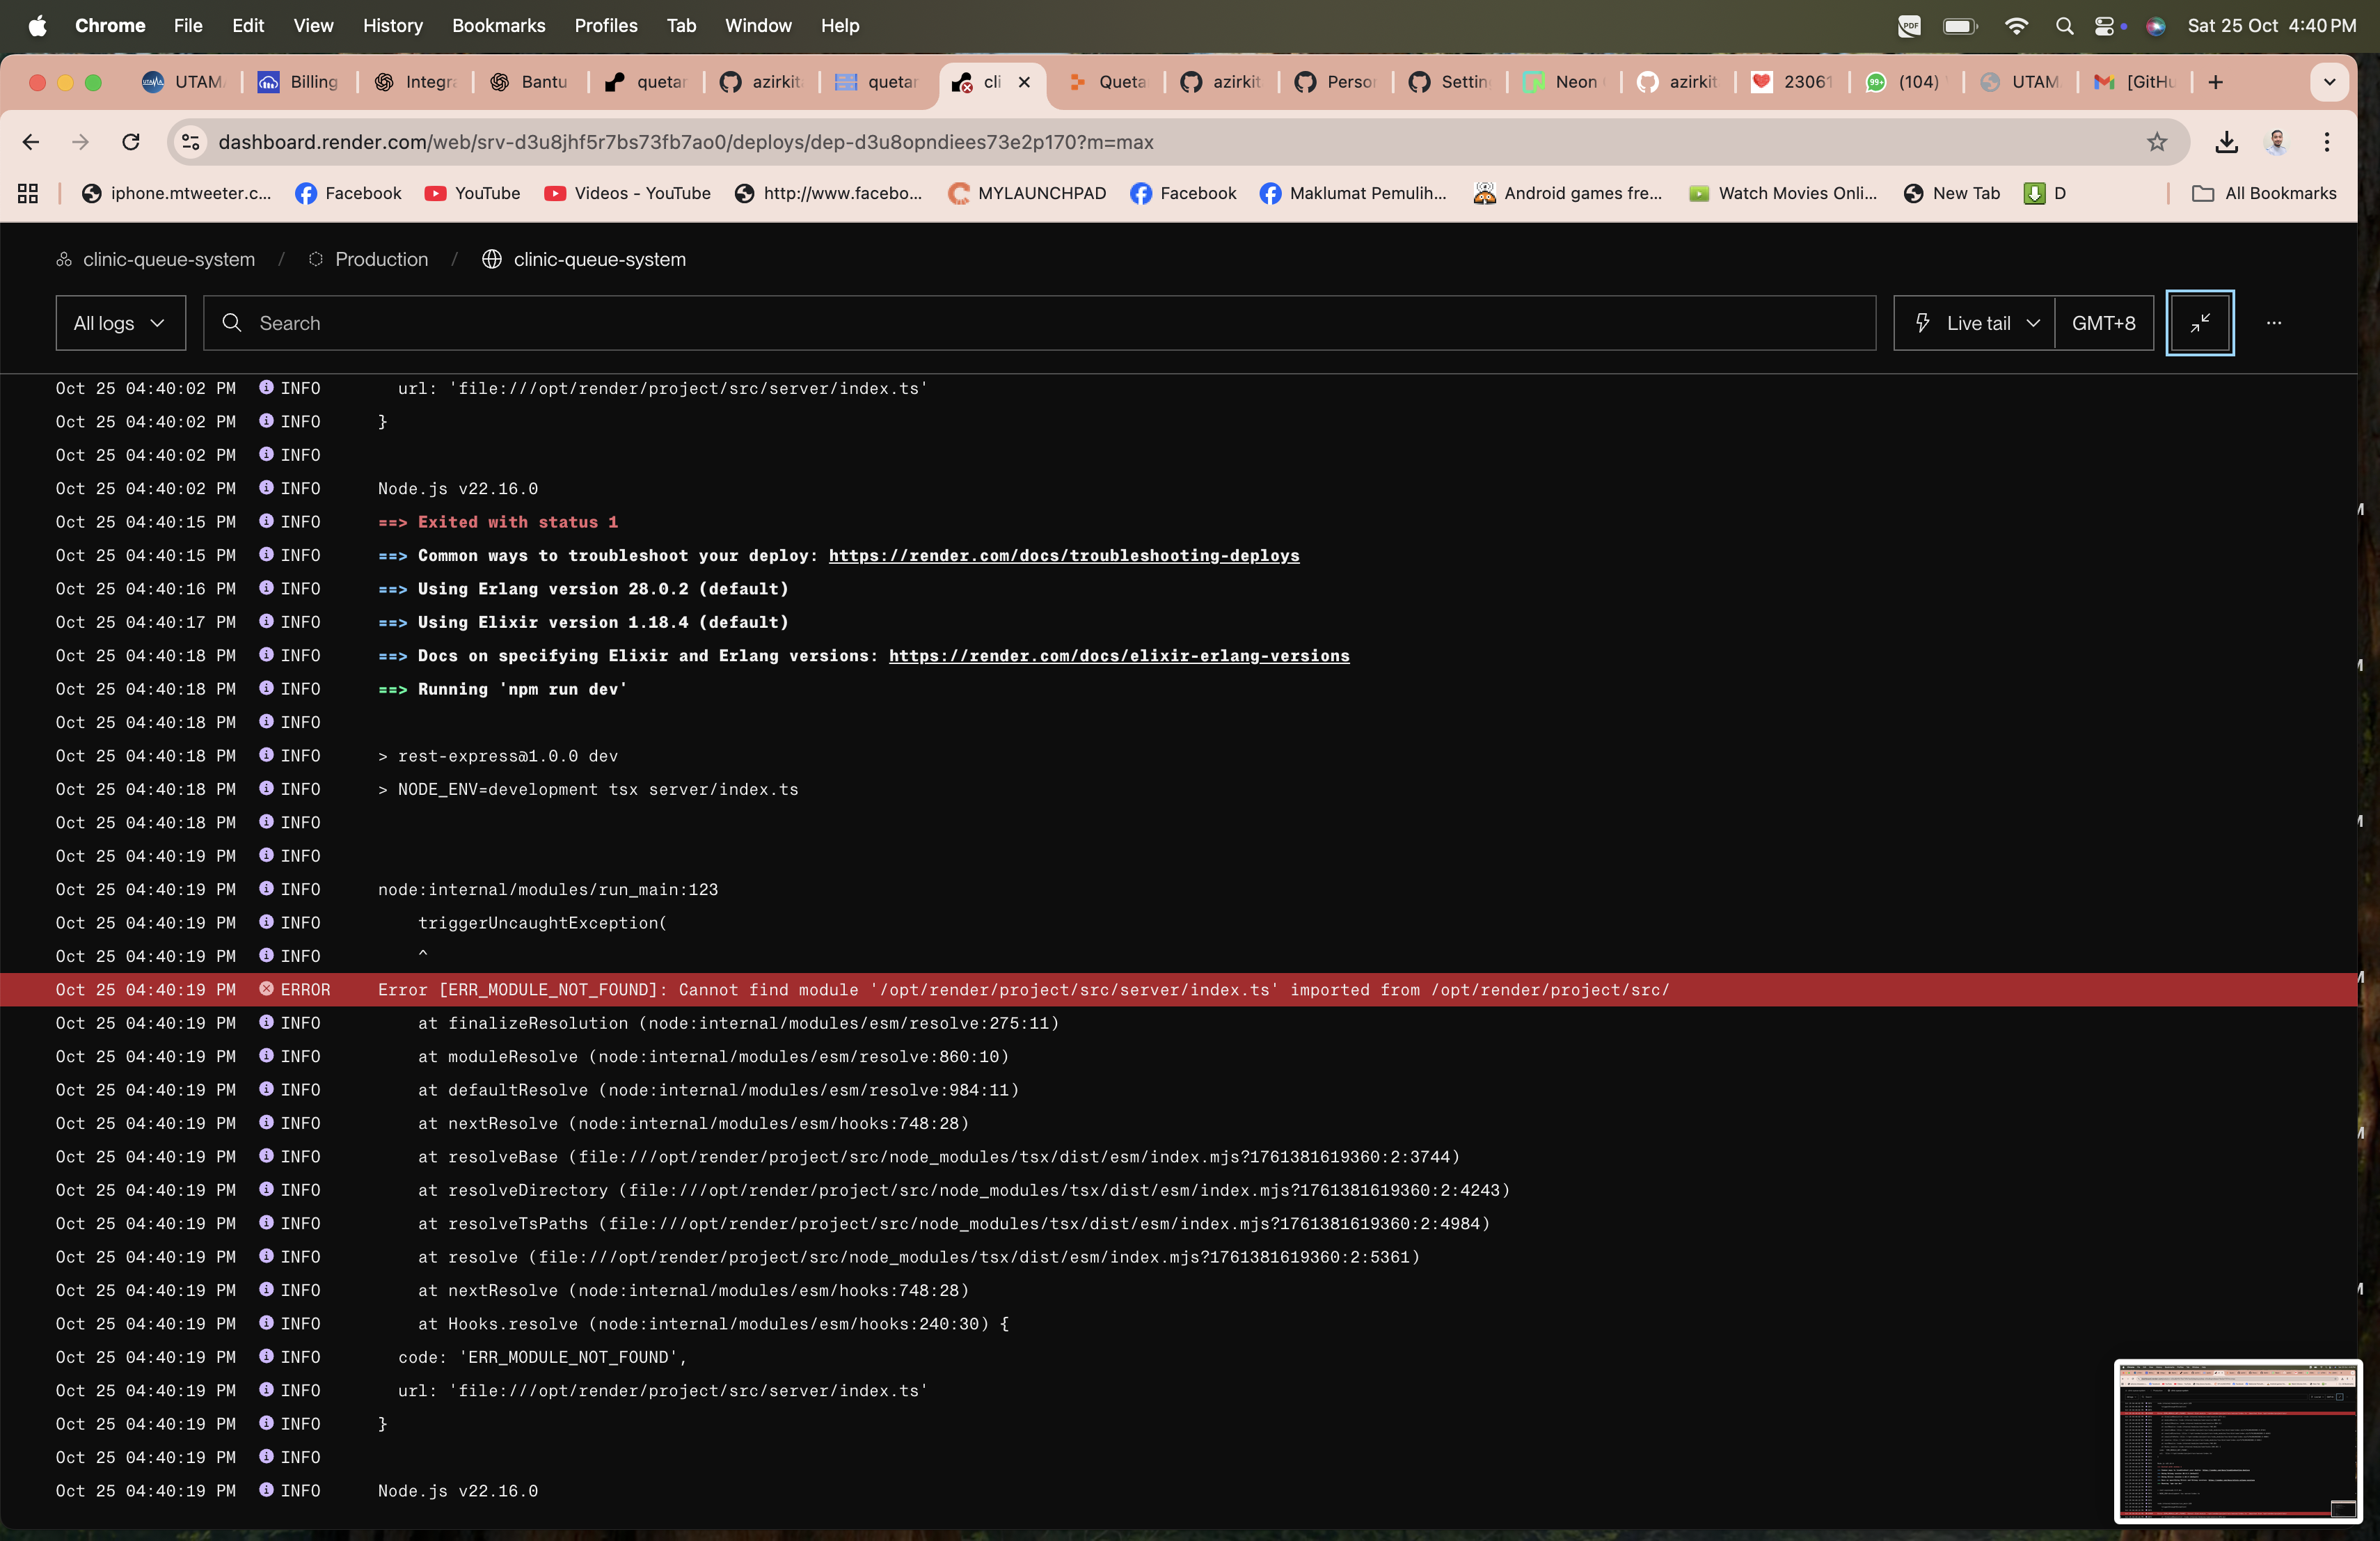 Chrome File Edit View History Bookmarks Profiles Tab Window Help PDF Sat 25 Oct 4:40 PM
UTAM Billing Integra Bantu quetar azirkit quetar cli Queta azirkit Person Settin Neon azirkit 23061 99+ (104) UTAM [GitHu
dashboard.render.com/web/srv-d3u8jhf5r7bs73fb7ao0/deploys/dep-d3u8opndiees73e2p170?m=max
iphone.mtweeter.c... Facebook YouTube Videos - YouTube http://www.facebo... MYLAUNCHPAD Facebook Maklumat Pemulih... Android games fre... Watch Movies Onli... New Tab D All Bookmarks
clinic-queue-system / Production / clinic-queue-system
All logs Search Live tail GMT+8 ...
Oct 25 04:40:02 PM INFO url: 'file:///opt/render/project/src/server/index.ts'
Oct 25 04:40:02 PM INFO }
Oct 25 04:40:02 PM INFO
Oct 25 04:40:02 PM INFO Node.js v22.16.0
Oct 25 04:40:15 PM INFO ==> Exited with status 1
Oct 25 04:40:15 PM INFO ==> Common ways to troubleshoot your deploy: https://render.com/docs/troubleshooting-deploys
Oct 25 04:40:16 PM INFO ==> Using Erlang version 28.0.2 (default)
Oct 25 04:40:17 PM INFO ==> Using Elixir version 1.18.4 (default)
Oct 25 04:40:18 PM INFO ==> Docs on specifying Elixir and Erlang versions: https://render.com/docs/elixir-erlang-versions
Oct 25 04:40:18 PM INFO ==> Running 'npm run dev'
Oct 25 04:40:18 PM INFO
Oct 25 04:40:18 PM INFO > rest-express@1.0.0 dev
Oct 25 04:40:18 PM INFO > NODE_ENV=development tsx server/index.ts
Oct 25 04:40:18 PM INFO
Oct 25 04:40:19 PM INFO
Oct 25 04:40:19 PM INFO node:internal/modules/run_main:123
Oct 25 04:40:19 PM INFO triggerUncaughtException(
Oct 25 04:40:19 PM INFO ^
Oct 25 04:40:19 PM ERROR Error [ERR_MODULE_NOT_FOUND]: Cannot find module '/opt/render/project/src/server/index.ts' imported from /opt/render/project/src/
Oct 25 04:40:19 PM INFO at finalizeResolution (node:internal/modules/esm/resolve:275:11)
Oct 25 04:40:19 PM INFO at moduleResolve (node:internal/modules/esm/resolve:860:10)
Oct 25 04:40:19 PM INFO at defaultResolve (node:internal/modules/esm/resolve:984:11)
Oct 25 04:40:19 PM INFO at nextResolve (node:internal/modules/esm/hooks:748:28)
Oct 25 04:40:19 PM INFO at resolveBase (file:///opt/render/project/src/node_modules/tsx/dist/esm/index.mjs?1761381619360:2:3744)
Oct 25 04:40:19 PM INFO at resolveDirectory (file:///opt/render/project/src/node_modules/tsx/dist/esm/index.mjs?1761381619360:2:4243)
Oct 25 04:40:19 PM INFO at resolveTsPaths (file:///opt/render/project/src/node_modules/tsx/dist/esm/index.mjs?1761381619360:2:4984)
Oct 25 04:40:19 PM INFO at resolve (file:///opt/render/project/src/node_modules/tsx/dist/esm/index.mjs?1761381619360:2:5361)
Oct 25 04:40:19 PM INFO at nextResolve (node:internal/modules/esm/hooks:748:28)
Oct 25 04:40:19 PM INFO at Hooks.resolve (node:internal/modules/esm/hooks:240:30) {
Oct 25 04:40:19 PM INFO code: 'ERR_MODULE_NOT_FOUND',
Oct 25 04:40:19 PM INFO url: 'file:///opt/render/project/src/server/index.ts'
Oct 25 04:40:19 PM INFO }
Oct 25 04:40:19 PM INFO
Oct 25 04:40:19 PM INFO Node.js v22.16.0